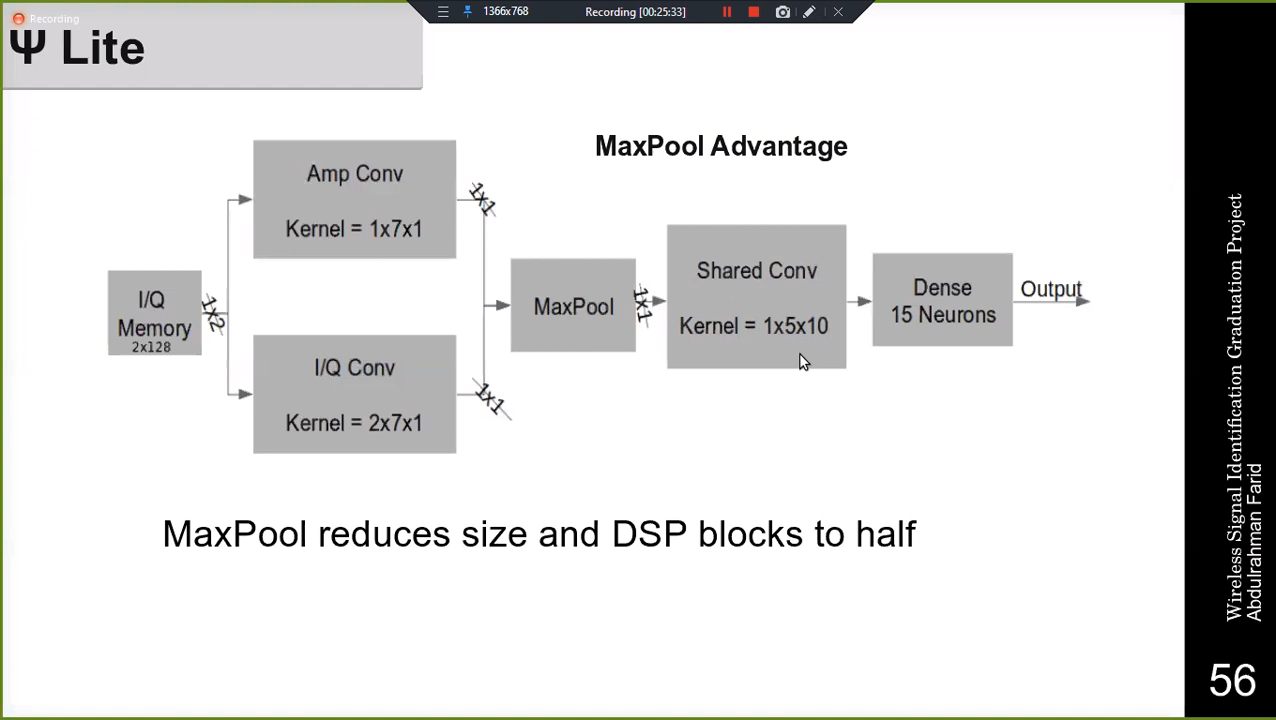 Recording
1366x768
Recording [00:25:33]
Ψ Lite
MaxPool Advantage
Amp Conv
Kernel = 1x7x1
1x1
I/Q
Memory
2x128
1x2
I/Q Conv
Kernel = 2x7x1
1x1
MaxPool
1x1
Shared Conv
Kernel = 1x5x10
Dense
15 Neurons
Output
MaxPool reduces size and DSP blocks to half
Wireless Signal Identification Graduation Project
Abdulrahman Farid
56